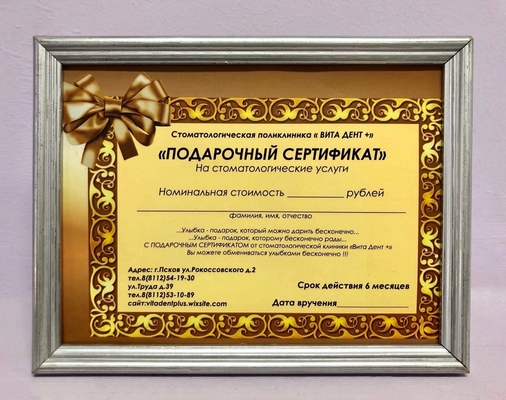 Стоматологическая поликлиника « ВИТА ДЕНТ +»
«ПОДАРОЧНЫЙ СЕРТИФИКАТ»
На стоматологические услуги
Номинальная стоимость __________ рублей
фамилия, имя, отчество
...Улыбка - подарок, который можно дарить бесконечно...
...Улыбка - подарок, которому бесконечно рады...
С ПОДАРОЧНЫМ СЕРТИФИКАТОМ от стоматологической клиники «Вита Дент +»
Вы можете обмениваться улыбками бесконечно !!!
Адрес: г.Псков ул.Рокоссовского д.2
тел.8(8112)54-19-30
ул.Труда д.39
тел.8(8112)53-10-89
сайт:vitadentplus.wixsite.com
Срок действия 6 месяцев
Дата вручения____________